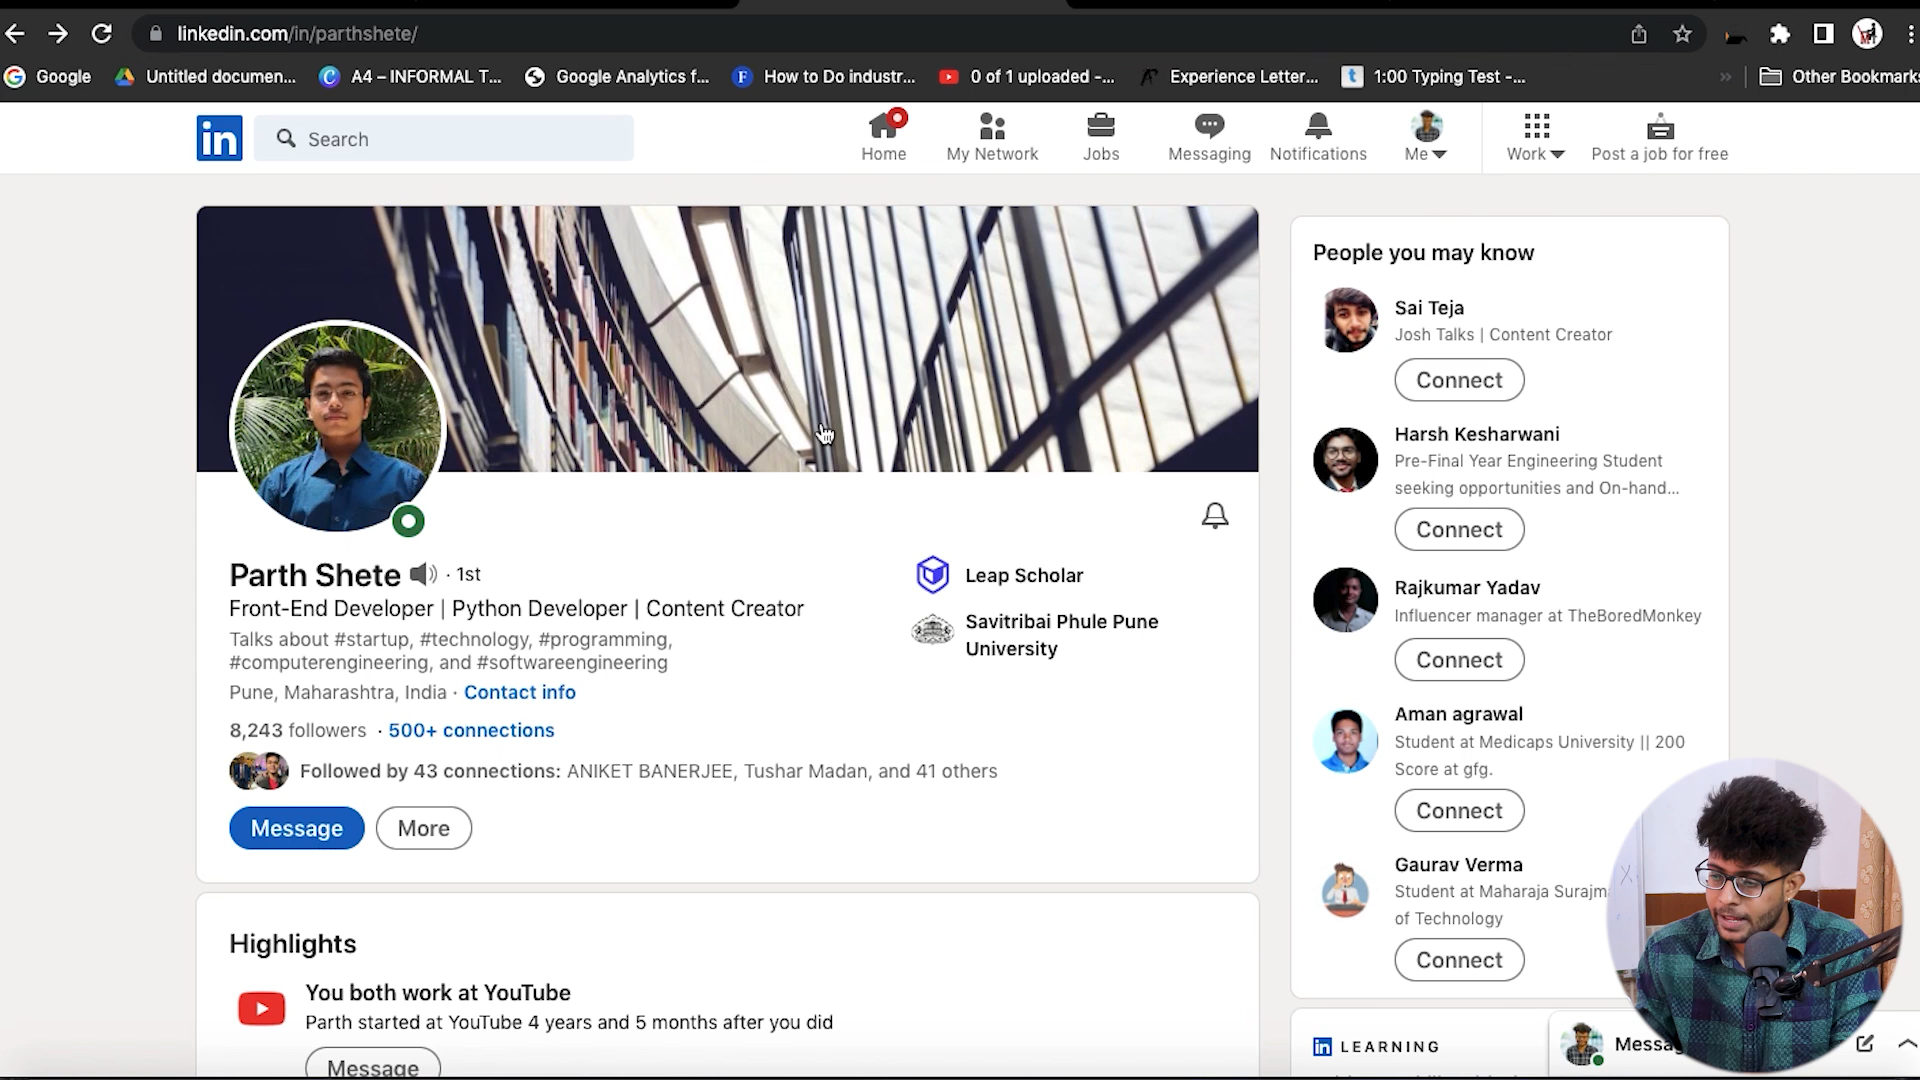 linkedin.com/in/parthshete/
Google
Untitled documen...
A4 – INFORMAL T...
Google Analytics f...
How to Do industr...
0 of 1 uploaded -...
Experience Letter...
1:00 Typing Test -...
Other Bookmarks
in
Search
Home
My Network
Jobs
Messaging
Notifications
Me
Work
Post a job for free
Parth Shete · 1st
Front-End Developer | Python Developer | Content Creator
Talks about #startup, #technology, #programming,
#computerengineering, and #softwareengineering
Pune, Maharashtra, India · Contact info
8,243 followers · 500+ connections
Followed by 43 connections: ANIKET BANERJEE, Tushar Madan, and 41 others
Message
More
Leap Scholar
Savitribai Phule Pune
University
Highlights
You both work at YouTube
Parth started at YouTube 4 years and 5 months after you did
Message
People you may know
Sai Teja
Josh Talks | Content Creator
Connect
Harsh Kesharwani
Pre-Final Year Engineering Student
seeking opportunities and On-hand...
Connect
Rajkumar Yadav
Influencer manager at TheBoredMonkey
Connect
Aman agrawal
Student at Medicaps University || 200
Score at gfg.
Connect
Gaurav Verma
Student at Maharaja Surajm
of Technology
Connect
in LEARNING
Messag